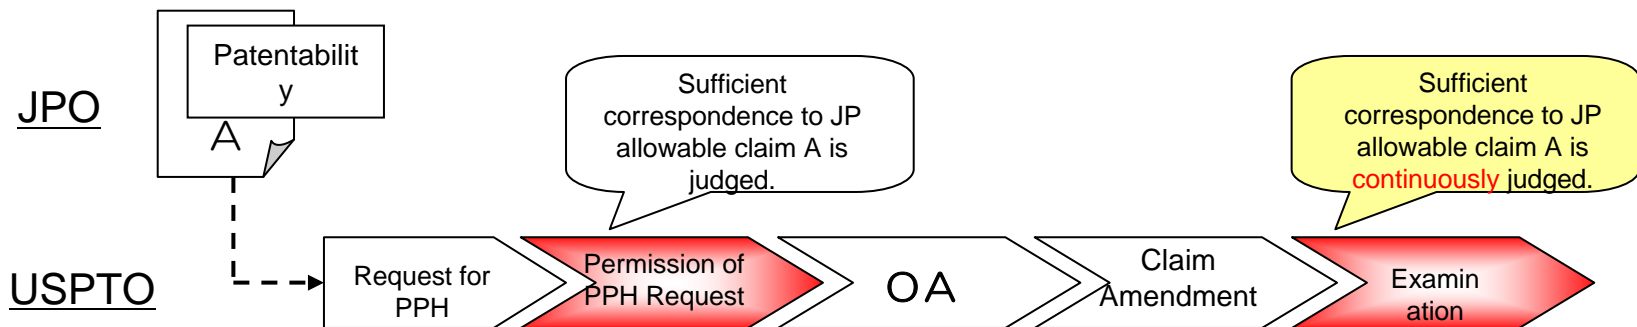 JPO
Patentabilit
y
A
Sufficient
correspondence to JP
allowable claim A is
judged.
Sufficient
correspondence to JP
allowable claim A is
continuously judged.
USPTO
Request for
PPH
Permission of
PPH Request
OA
Claim
Amendment
Examin
ation